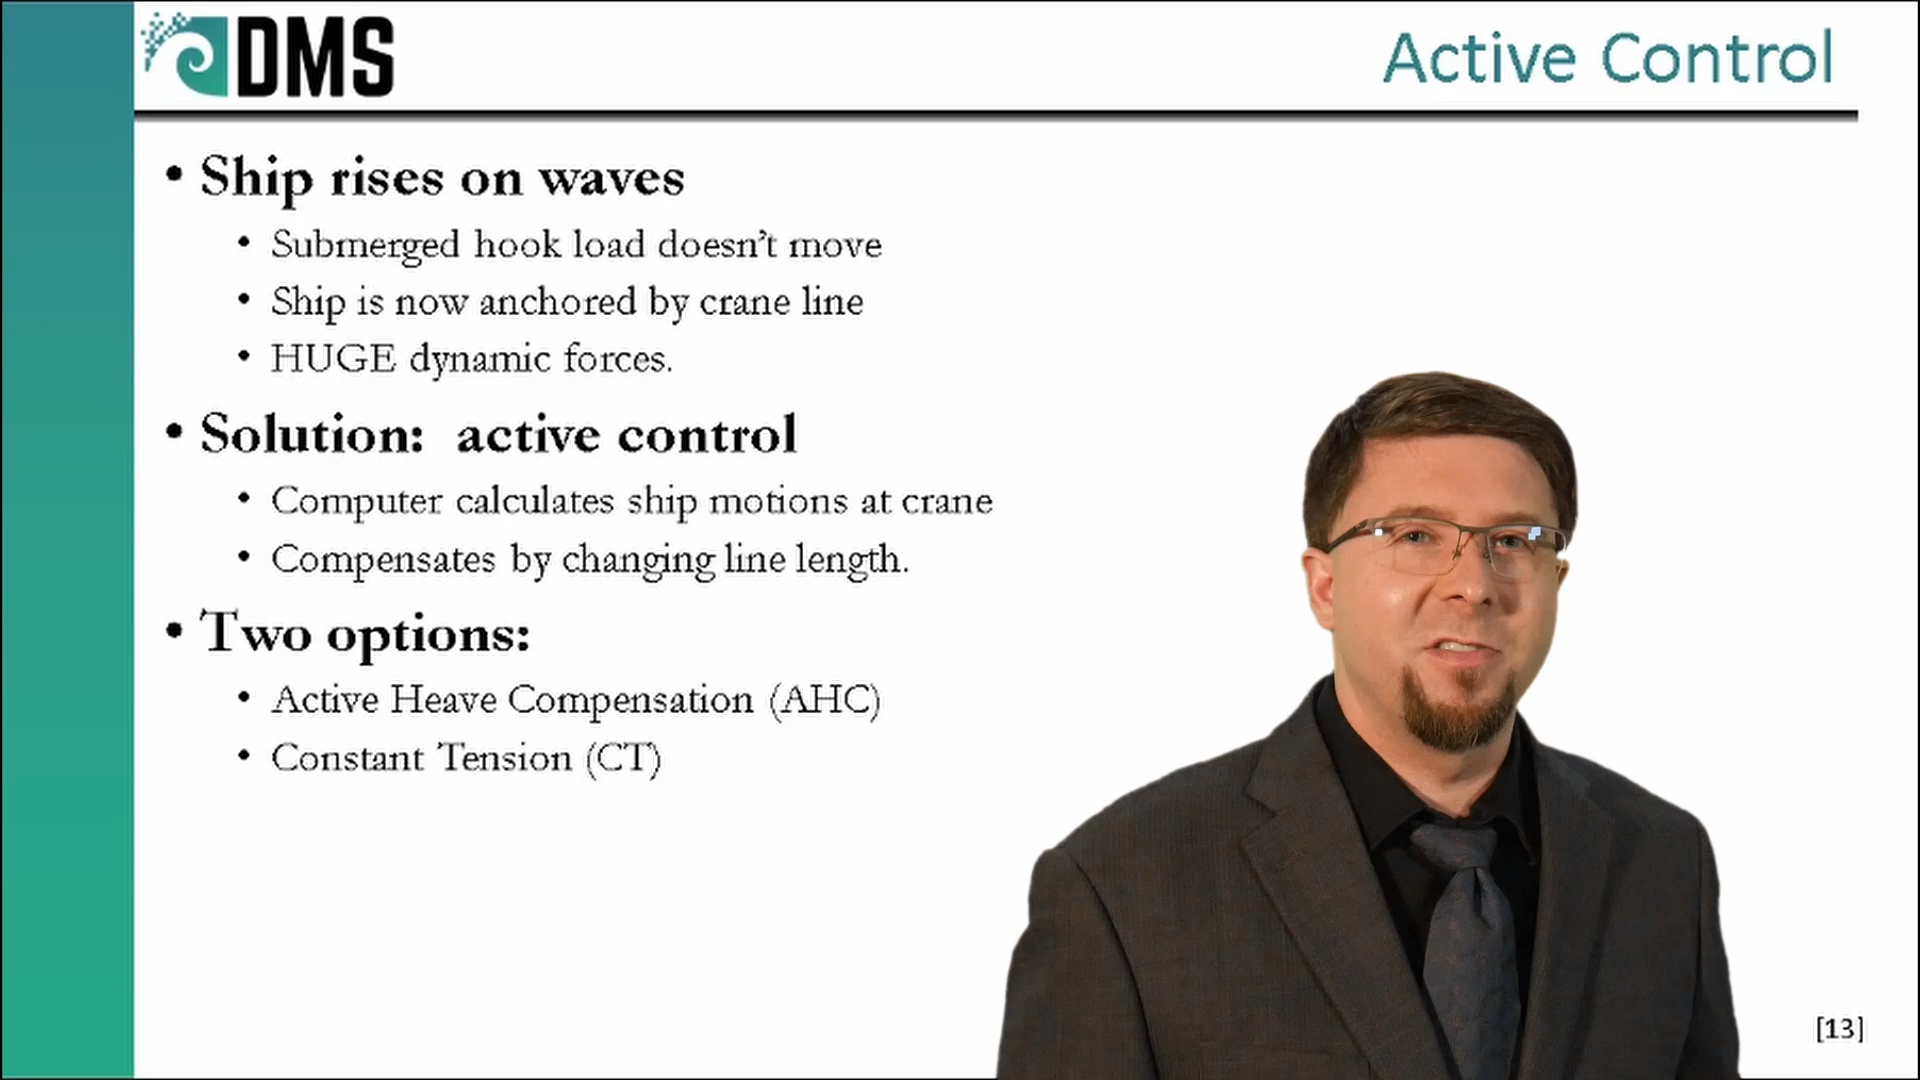 DMS
Active Control
• Ship rises on waves
• Submerged hook load doesn't move
• Ship is now anchored by crane line
• HUGE dynamic forces.
• Solution:  active control
• Computer calculates ship motions at crane
• Compensates by changing line length.
• Two options:
• Active Heave Compensation (AHC)
• Constant Tension (CT)
[13]